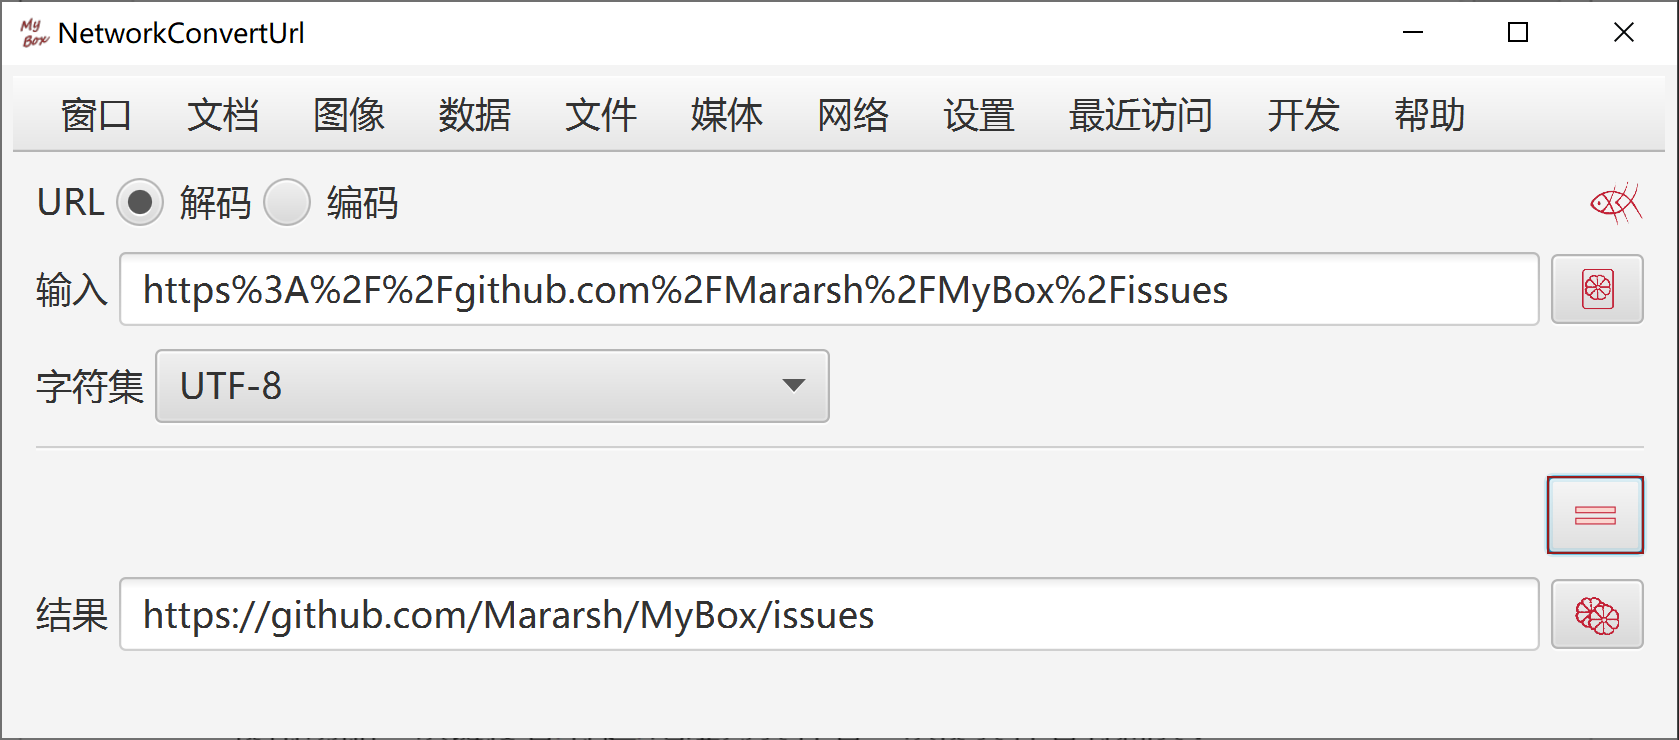 My Box NetworkConvertUrl
窗口 文档 图像 数据 文件 媒体 网络 设置 最近访问 开发 帮助
URL 解码 编码
输入 https%3A%2F%2Fgithub.com%2FMararsh%2FMyBox%2Fissues
字符集 UTF-8
结果 https://github.com/Mararsh/MyBox/issues